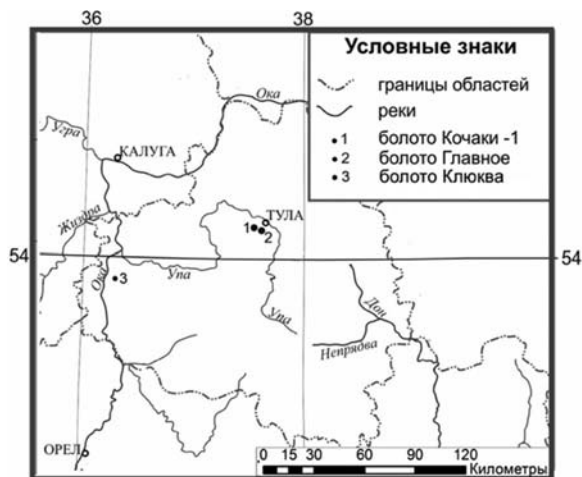 36
38
Условные знаки
границы областей
реки
1 болото Кочаки -1
2 болото Главное
3 болото Клюква
Ока
Угра
КАЛУГА
Жиздра
ТУЛА
1
2
54
54
Ока
3
Упа
Упа
Дон
Непрядва
ОРЕЛ
0 15 30 60 90 120
Километры
36
38